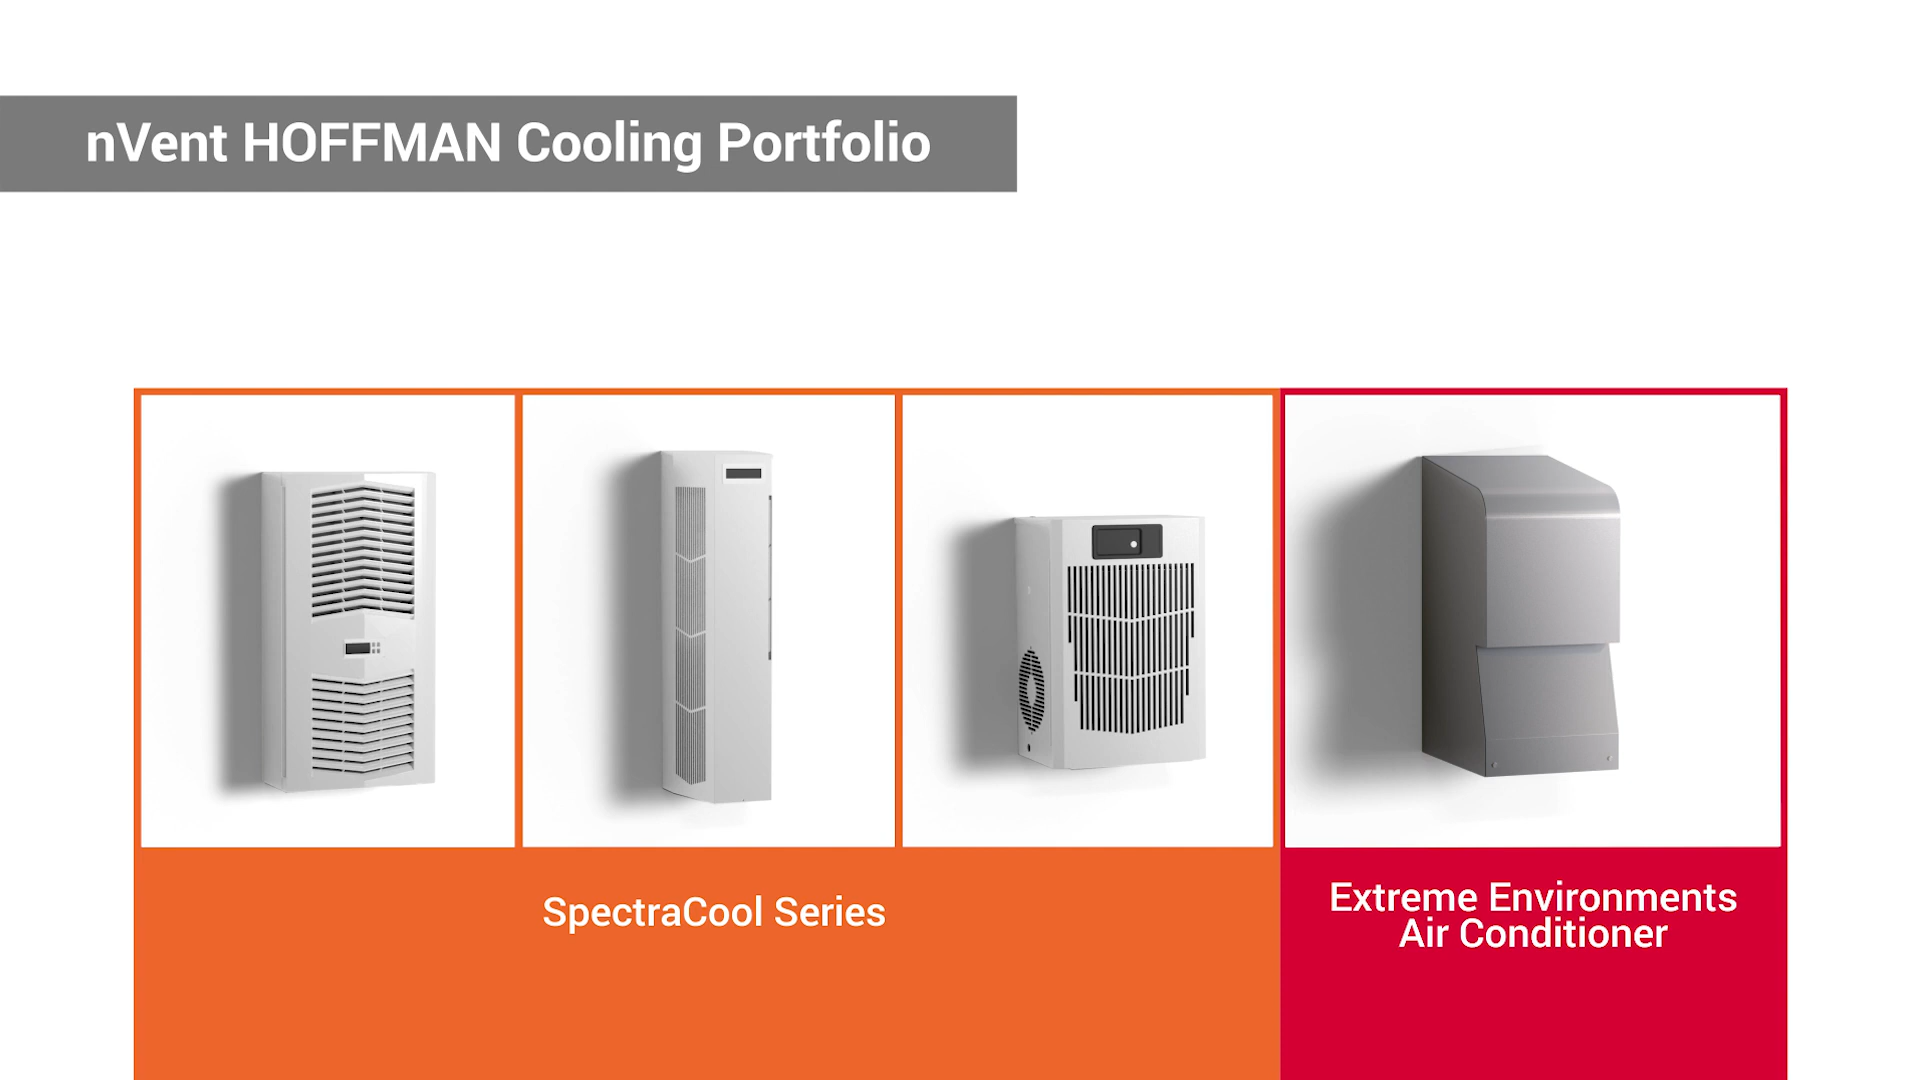 nVent HOFFMAN Cooling Portfolio
SpectraCool Series
Extreme Environments
Air Conditioner